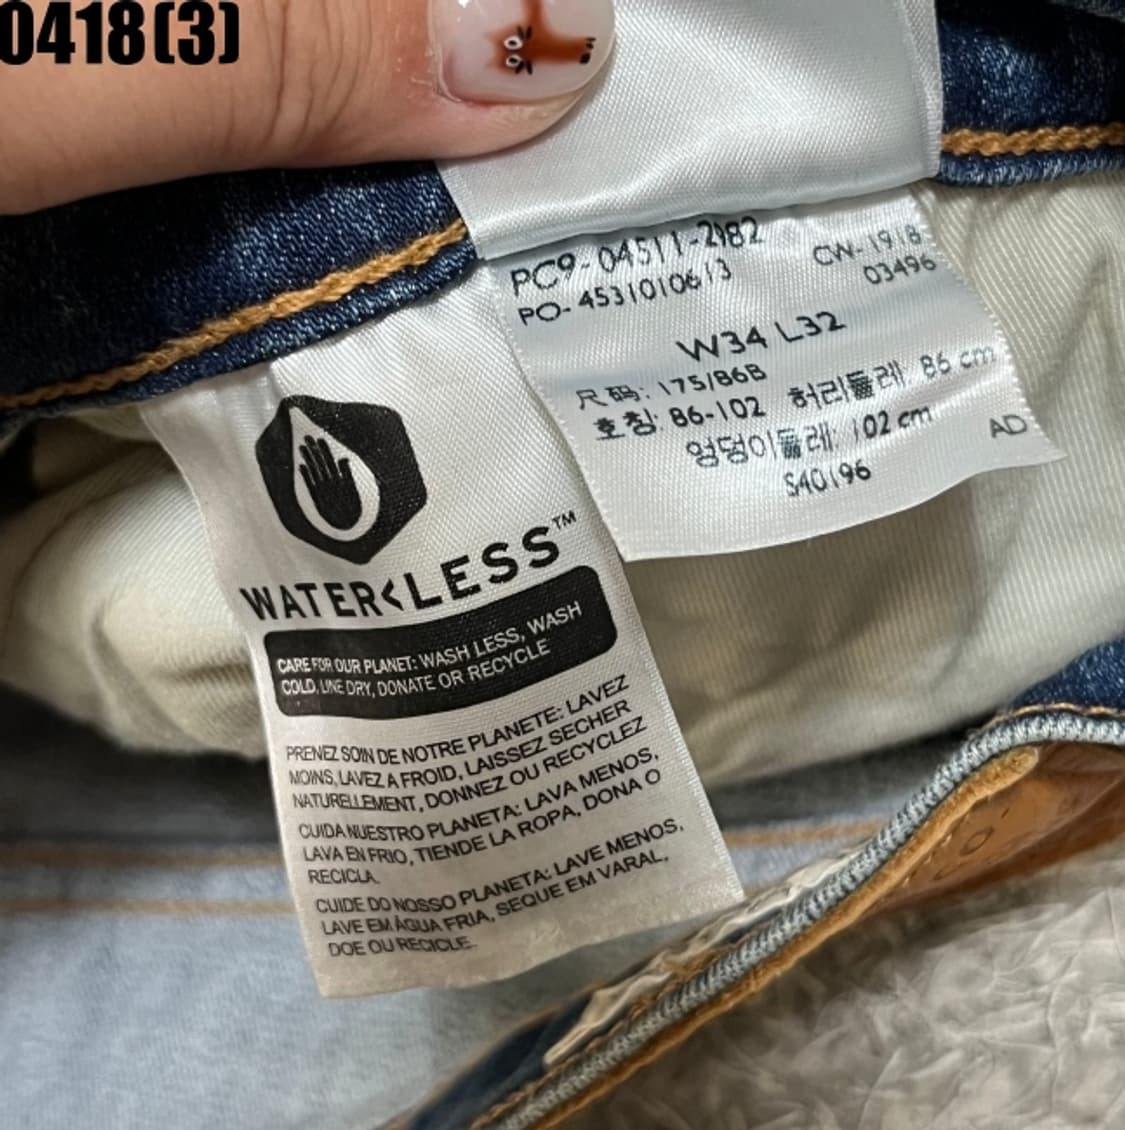 0418(3)
PC9-04511-2982
PO-4531010613
CW-1918
03496
W34 L32
尺码: 175/86B
호칭: 86-102 허리둘레: 86 cm
엉덩이둘레: 102 cm
AD
S40196
WATER<LESS™
CARE FOR OUR PLANET: WASH LESS, WASH
COLD, LINE DRY, DONATE OR RECYCLE
PRENEZ SOIN DE NOTRE PLANETE: LAVEZ
MOINS, LAVEZ A FROID, LAISSEZ SECHER
NATURELLEMENT, DONNEZ OU RECYCLEZ
CUIDA NUESTRO PLANETA: LAVA MENOS,
LAVA EN FRIO, TIENDE LA ROPA, DONA O
RECICLA.
CUIDE DO NOSSO PLANETA: LAVE MENOS,
LAVE EM ÁGUA FRIA, SEQUE EM VARAL,
DOE OU RECICLE.